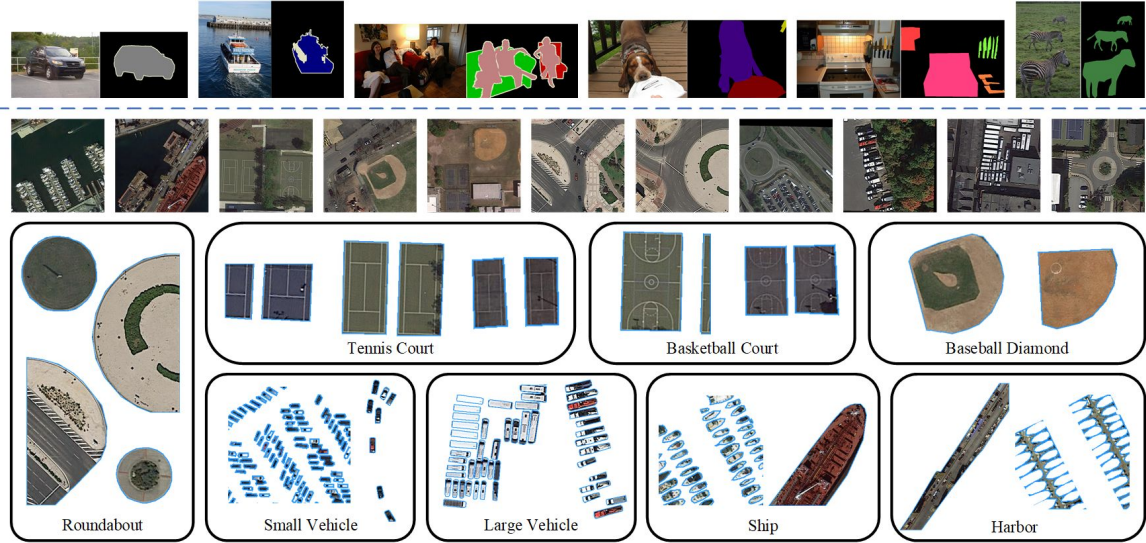 Tennis Court
Basketball Court
Baseball Diamond
Roundabout
Small Vehicle
Large Vehicle
Ship
Harbor